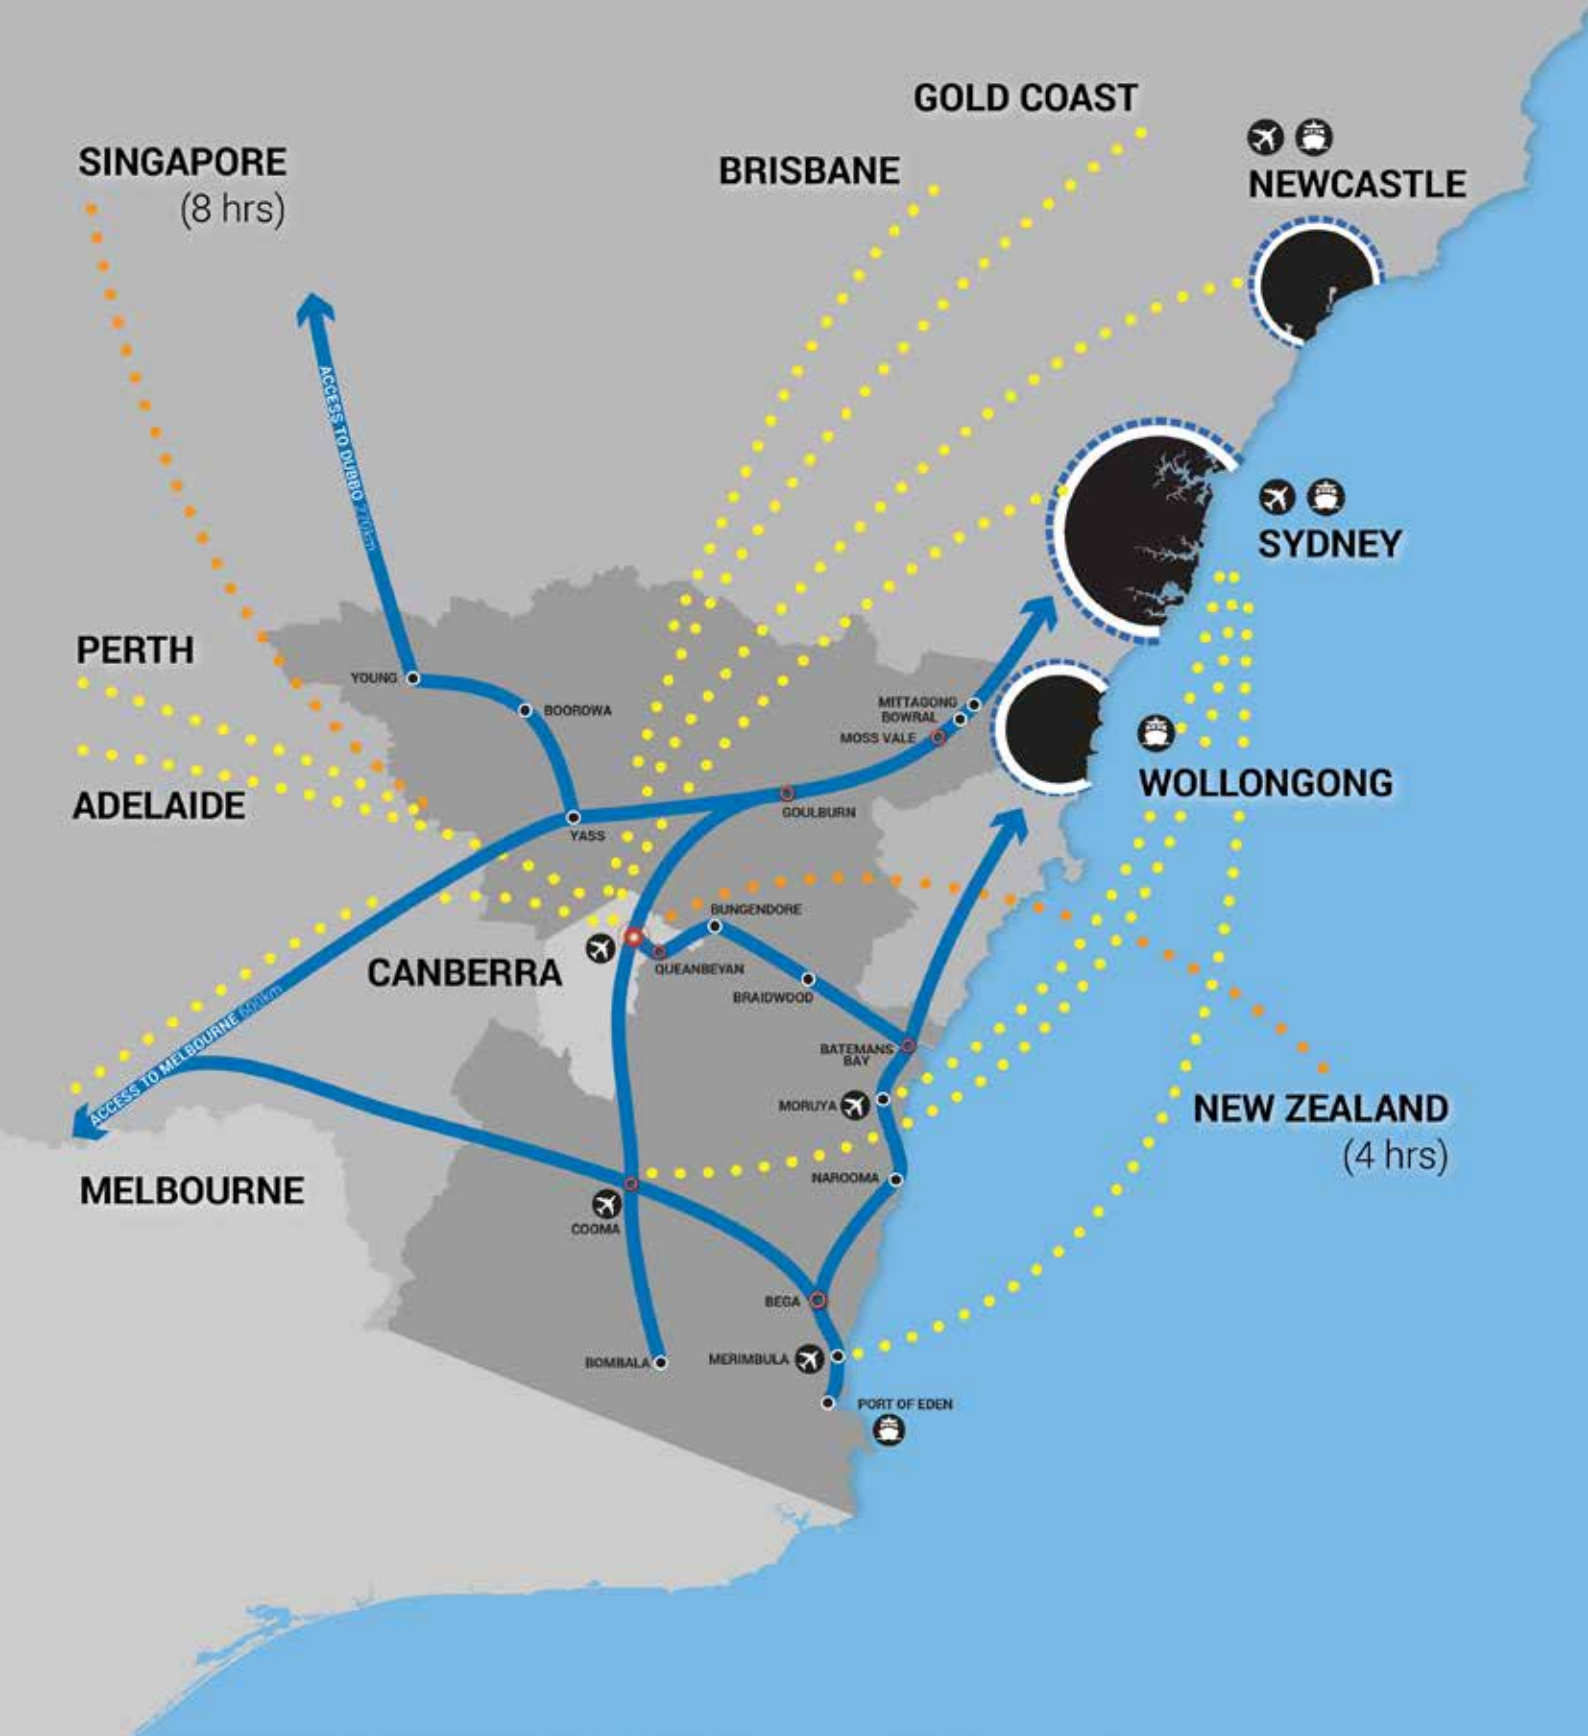 GOLD COAST
BRISBANE
NEWCASTLE
SINGAPORE
(8 hrs)
ACCESS TO DUBBO 270km
SYDNEY
PERTH
YOUNG
BOOROWA
MITTAGONG
BOWRAL
MOSS VALE
WOLLONGONG
ADELAIDE
GOULBURN
YASS
BUNGENDORE
CANBERRA
QUEANBEYAN
BRAIDWOOD
ACCESS TO MELBOURNE 600km
BATEMANS
BAY
MORUYA
NEW ZEALAND
(4 hrs)
NAROOMA
MELBOURNE
COOMA
BEGA
MERIMBULA
BOMBALA
PORT OF EDEN